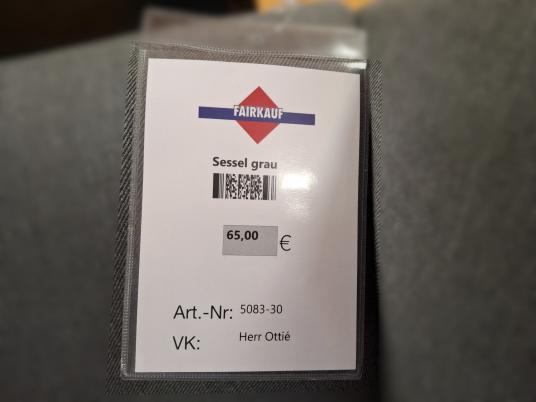 FAIRKAUF
Sessel grau
65,00 €
Art.-Nr: 5083-30
VK: Herr Ottié